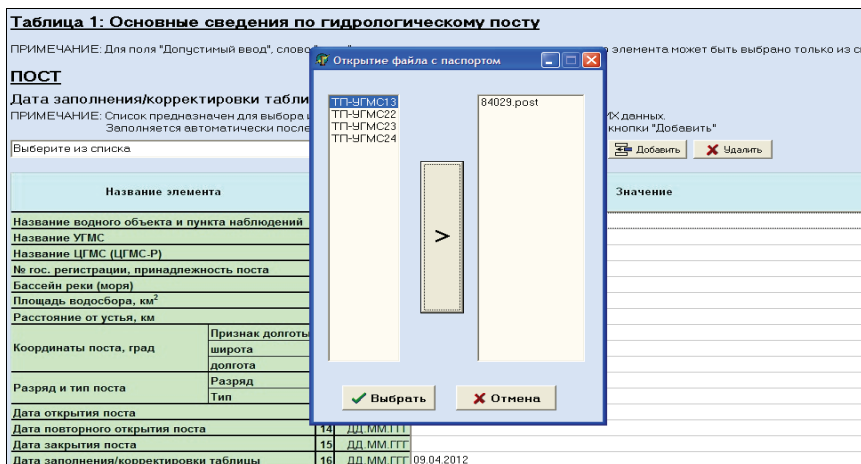 Таблица 1: Основные сведения по гидрологическому посту
ПРИМЕЧАНИЕ: Для поля "Допустимый ввод", слово
о элемента может быть выбрано только из с
ПОСТ
Дата заполнения/корректировки табли
ПРИМЕЧАНИЕ: Список предназначен для выбора и
Х данных.
Заполняется автоматически после
кнопки "Добавить"
Выберите из списка
Добавить
Удалить
Название элемента
Значение
Название водного объекта и пункта наблюдений
Название УГМС
Название ЦГМС (ЦГМС-Р)
№ гос. регистрации, принадлежность поста
Бассейн реки (моря)
Площадь водосбора, км²
Расстояние от устья, км
Координаты поста, град
Признак долготы
широта
долгота
Разряд и тип поста
Разряд
Тип
Дата открытия поста
Дата повторного открытия поста
14 ДД.ММ.ГГГ
Дата закрытия поста
15 ДД.ММ.ГГГ
Дата заполнения/корректировки таблицы
16 ДД.ММ.ГГГ 09.04.2012
Открытие файла с паспортом
ТП-УГМС13
ТП-УГМС22
ТП-УГМС23
ТП-УГМС24
>
84029.post
Выбрать
Отмена